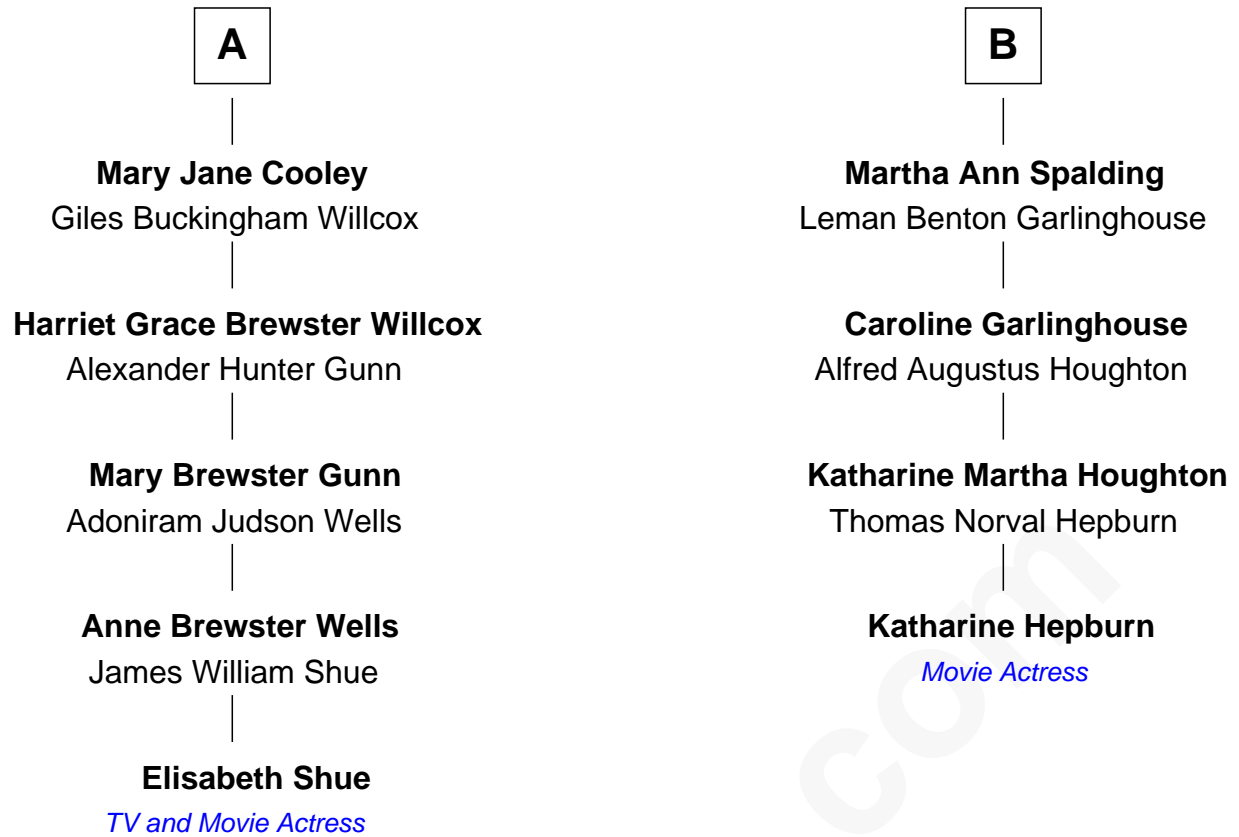 A
Mary Jane Cooley
Giles Buckingham Willcox
Harriet Grace Brewster Willcox
Alexander Hunter Gunn
Mary Brewster Gunn
Adoniram Judson Wells
Anne Brewster Wells
James William Shue
Elisabeth Shue
TV and Movie Actress
B
Martha Ann Spalding
Leman Benton Garlinghouse
Caroline Garlinghouse
Alfred Augustus Houghton
Katharine Martha Houghton
Thomas Norval Hepburn
Katharine Hepburn
Movie Actress
com